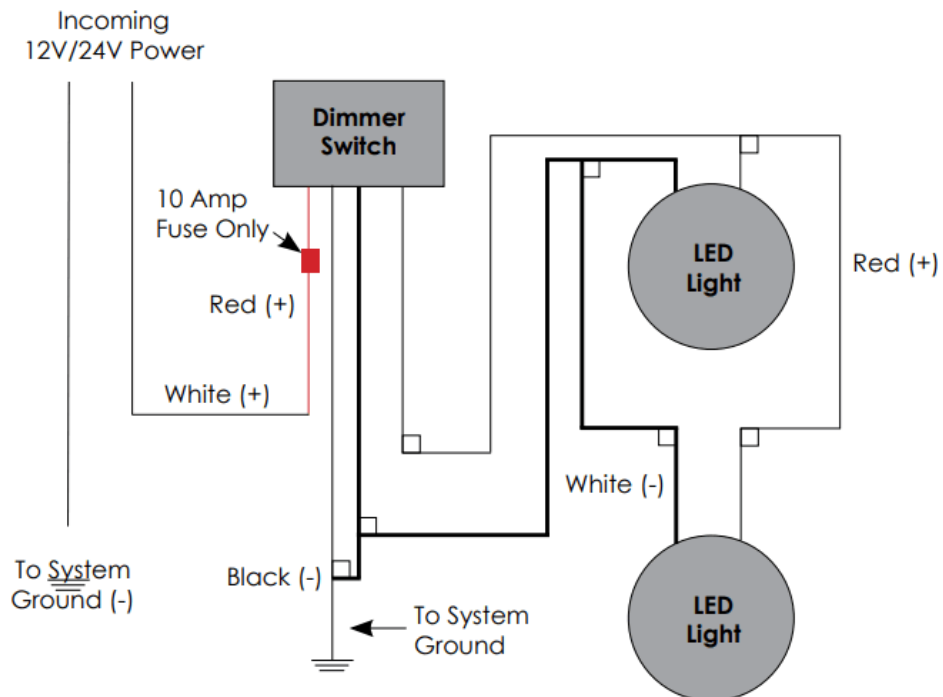 Incoming
12V/24V Power
Dimmer
Switch
10 Amp
Fuse Only
Red (+)
White (+)
LED
Light
Red (+)
White (-)
Black (-)
To System
Ground (-)
To System
Ground
LED
Light